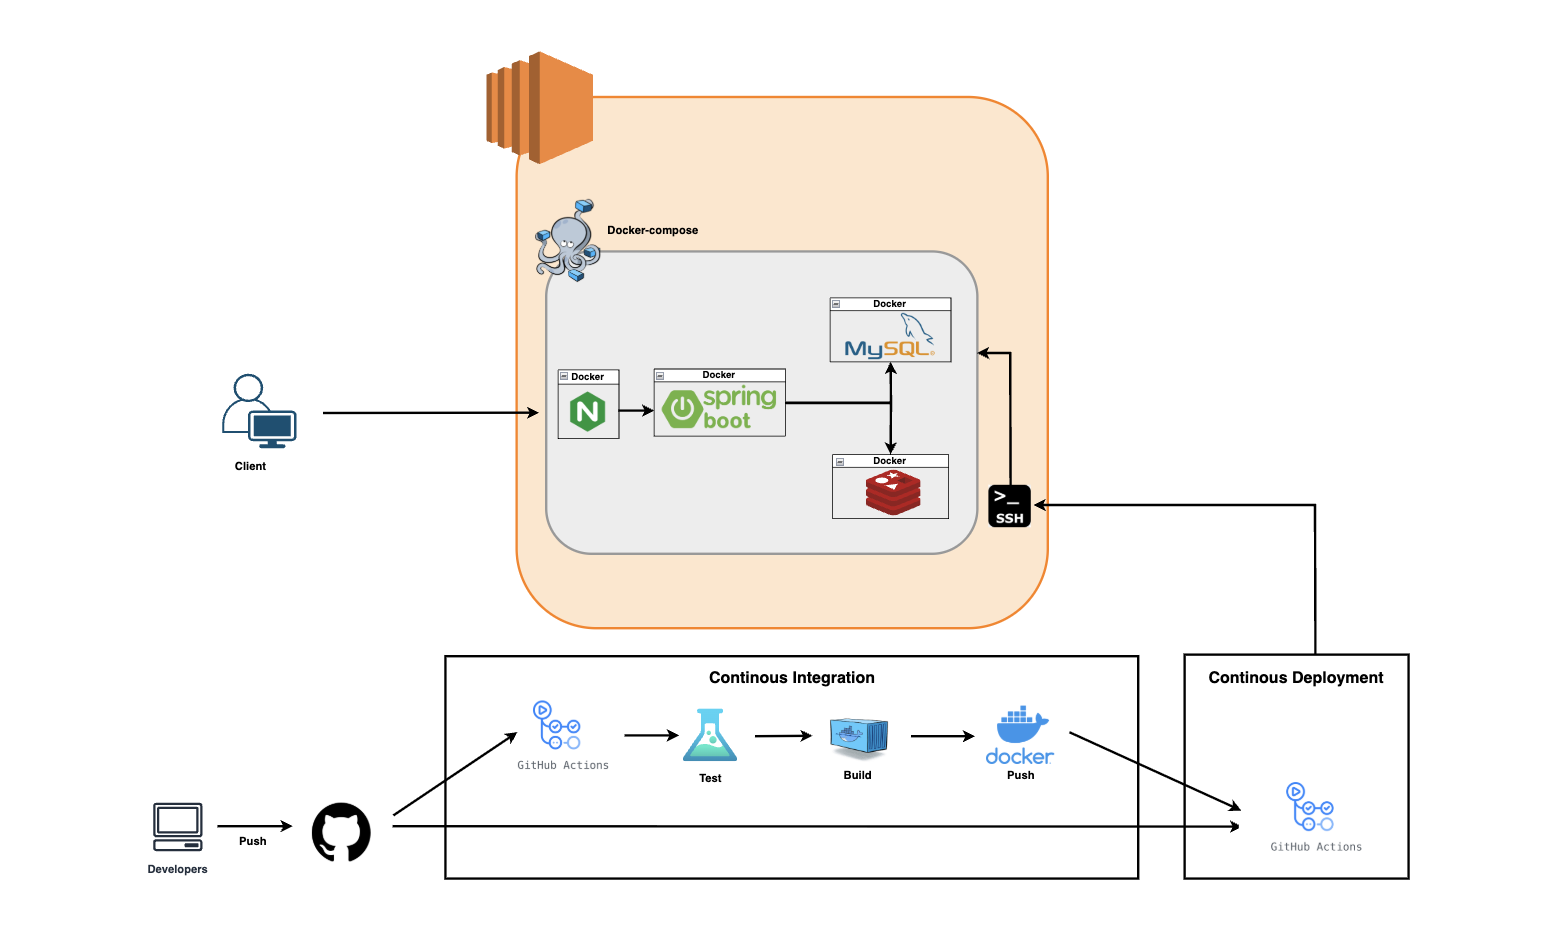 Docker-compose
Docker
MySQL
Docker
Docker
N
spring
boot
Docker
Client
>_
SSH
Continous Integration
Continous Deployment
GitHub Actions
Test
Build
docker
Push
GitHub Actions
Push
Developers